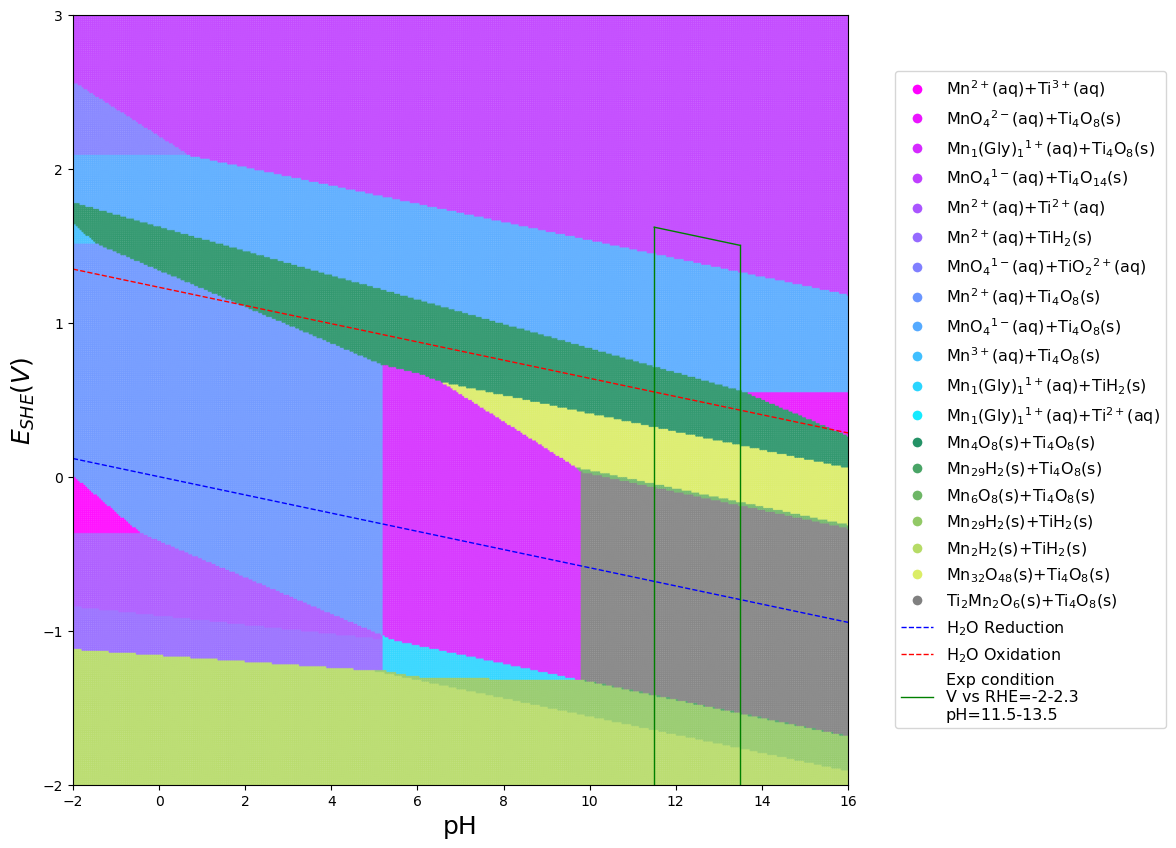 3
2
1
0
−1
−2
E_SHE(V)
−2 0 2 4 6 8 10 12 14 16
pH
Mn²⁺(aq)+Ti³⁺(aq)
MnO₄²⁻(aq)+Ti₄O₈(s)
Mn₁(Gly)₁¹⁺(aq)+Ti₄O₈(s)
MnO₄¹⁻(aq)+Ti₄O₁₄(s)
Mn²⁺(aq)+Ti²⁺(aq)
Mn²⁺(aq)+TiH₂(s)
MnO₄¹⁻(aq)+TiO₂²⁺(aq)
Mn²⁺(aq)+Ti₄O₈(s)
MnO₄¹⁻(aq)+Ti₄O₈(s)
Mn³⁺(aq)+Ti₄O₈(s)
Mn₁(Gly)₁¹⁺(aq)+TiH₂(s)
Mn₁(Gly)₁¹⁺(aq)+Ti²⁺(aq)
Mn₄O₈(s)+Ti₄O₈(s)
Mn₂₉H₂(s)+Ti₄O₈(s)
Mn₆O₈(s)+Ti₄O₈(s)
Mn₂₉H₂(s)+TiH₂(s)
Mn₂H₂(s)+TiH₂(s)
Mn₃₂O₄₈(s)+Ti₄O₈(s)
Ti₂Mn₂O₆(s)+Ti₄O₈(s)
H₂O Reduction
H₂O Oxidation
Exp condition
V vs RHE=-2-2.3
pH=11.5-13.5